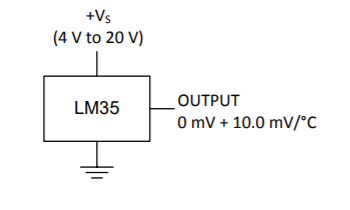 +Vs
(4 V to 20 V)
LM35
OUTPUT
0 mV + 10.0 mV/°C